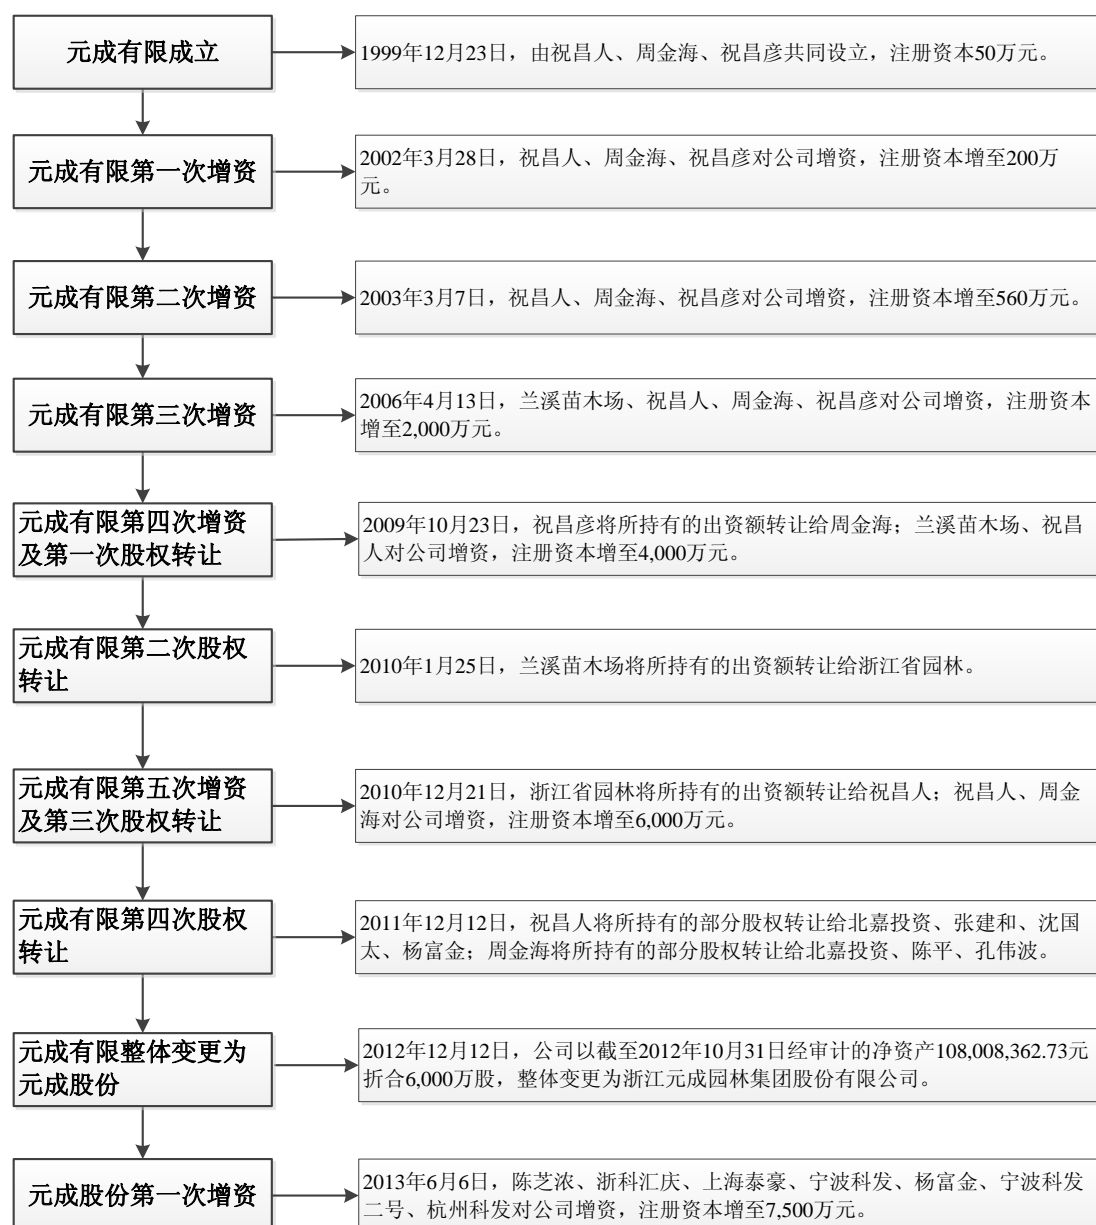 元成有限成立
1999年12月23日，由祝昌人、周金海、祝昌彦共同设立，注册资本50万元。
元成有限第一次增资
2002年3月28日，祝昌人、周金海、祝昌彦对公司增资，注册资本增至200万
元。
元成有限第二次增资
2003年3月7日，祝昌人、周金海、祝昌彦对公司增资，注册资本增至560万元。
元成有限第三次增资
2006年4月13日，兰溪苗木场、祝昌人、周金海、祝昌彦对公司增资，注册资本
增至2,000万元。
元成有限第四次增资
及第一次股权转让
2009年10月23日，祝昌彦将所持有的出资额转让给周金海；兰溪苗木场、祝昌
人对公司增资，注册资本增至4,000万元。
元成有限第二次股权
转让
2010年1月25日，兰溪苗木场将所持有的出资额转让给浙江省园林。
元成有限第五次增资
及第三次股权转让
2010年12月21日，浙江省园林将所持有的出资额转让给祝昌人；祝昌人、周金
海对公司增资，注册资本增至6,000万元。
元成有限第四次股权
转让
2011年12月12日，祝昌人将所持有的部分股权转让给北嘉投资、张建和、沈国
太、杨富金；周金海将所持有的部分股权转让给北嘉投资、陈平、孔伟波。
元成有限整体变更为
元成股份
2012年12月12日，公司以截至2012年10月31日经审计的净资产108,008,362.73元
折合6,000万股，整体变更为浙江元成园林集团股份有限公司。
元成股份第一次增资
2013年6月6日，陈芝浓、浙科汇庆、上海泰豪、宁波科发、杨富金、宁波科发
二号、杭州科发对公司增资，注册资本增至7,500万元。